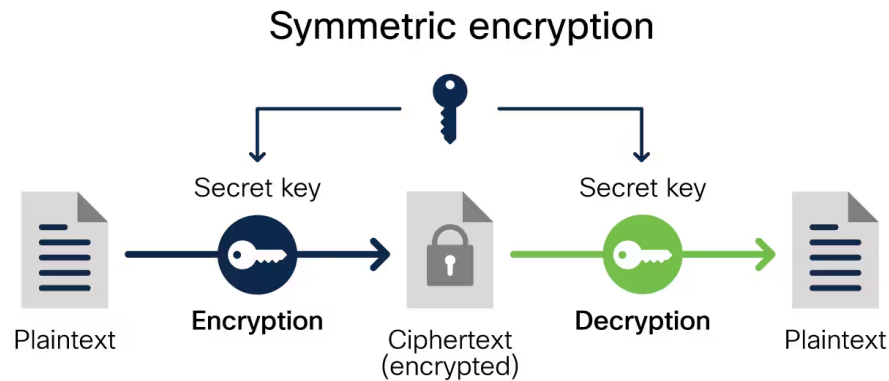 Symmetric encryption
Secret key
Secret key
Plaintext
Encryption
Ciphertext
(encrypted)
Decryption
Plaintext